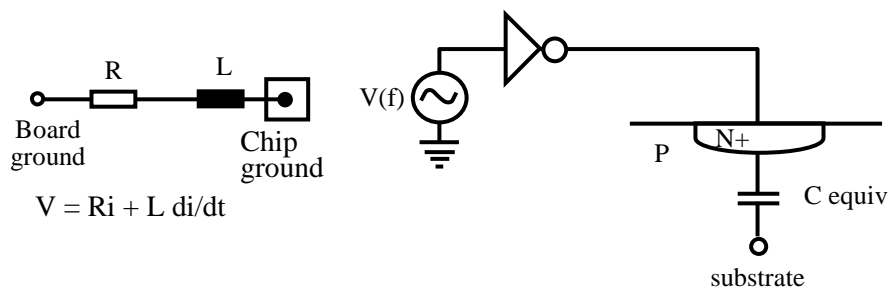 R
L
Board
ground
Chip
ground
V = Ri + L di/dt
V(f)
P
N+
C equiv
substrate